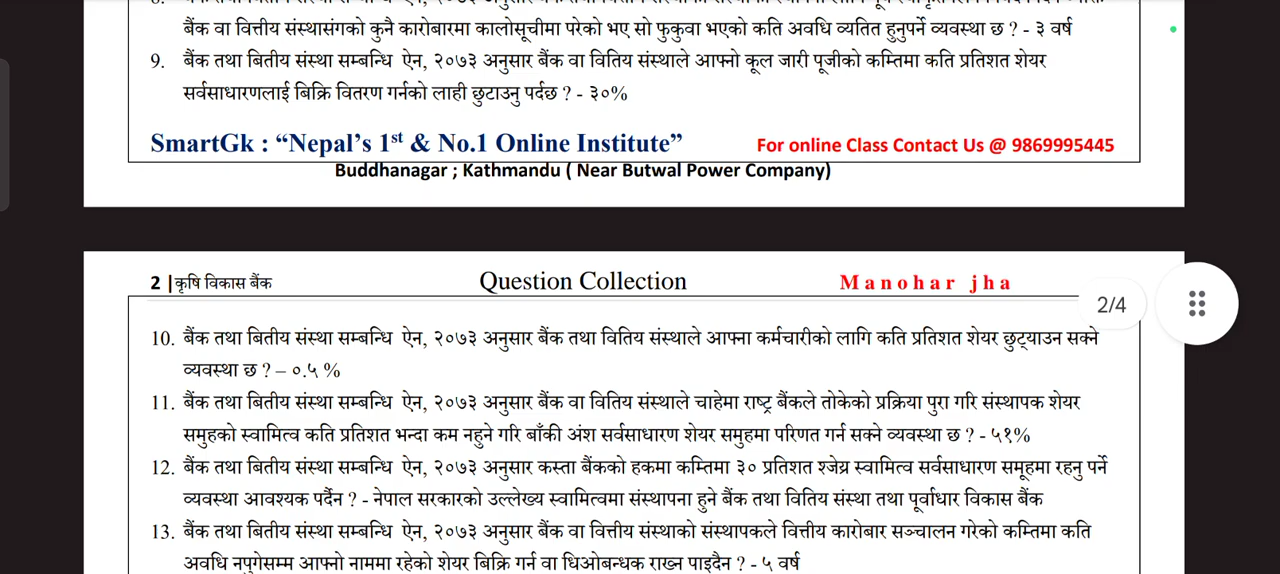 बैंक वा वित्तीय संस्थासंगको कुनै कारोबारमा कालोसूचीमा परेको भए सो फुकुवा भएको कति अवधि व्यतित हुनुपर्ने व्यवस्था छ ? - ३ वर्ष
9. बैंक तथा बितीय संस्था सम्बन्धि ऐन, २०७३ अनुसार बैंक वा वितिय संस्थाले आफ्नो कूल जारी पूजीको कम्तिमा कति प्रतिशत शेयर
सर्वसाधारणलाई बिक्रि वितरण गर्नको लाही छुटाउनु पर्दछ ? - ३०%
SmartGk : “Nepal’s 1st & No.1 Online Institute” For online Class Contact Us @ 9869995445
Buddhanagar ; Kathmandu ( Near Butwal Power Company)
2 |कृषि विकास बैंक Question Collection Manohar jha
2/4
10. बैंक तथा बितीय संस्था सम्बन्धि ऐन, २०७३ अनुसार बैंक तथा वितिय संस्थाले आफ्ना कर्मचारीको लागि कति प्रतिशत शेयर छुट्याउन सक्ने
व्यवस्था छ ? – ०.५ %
11. बैंक तथा बितीय संस्था सम्बन्धि ऐन, २०७३ अनुसार बैंक वा वितिय संस्थाले चाहेमा राष्ट्र बैंकले तोकेको प्रक्रिया पुरा गरि संस्थापक शेयर
समुहको स्वामित्व कति प्रतिशत भन्दा कम नहुने गरि बाँकी अंश सर्वसाधारण शेयर समुहमा परिणत गर्न सक्ने व्यवस्था छ ? - ५१%
12. बैंक तथा बितीय संस्था सम्बन्धि ऐन, २०७३ अनुसार कस्ता बैंकको हकमा कम्तिमा ३० प्रतिशत श्जेय्र स्वामित्व सर्वसाधारण समूहमा रहनु पर्ने
व्यवस्था आवश्यक पर्दैन ? - नेपाल सरकारको उल्लेख्य स्वामित्वमा संस्थापना हुने बैंक तथा वितिय संस्था तथा पूर्वाधार विकास बैंक
13. बैंक तथा बितीय संस्था सम्बन्धि ऐन, २०७३ अनुसार बैंक वा वित्तीय संस्थाको संस्थापकले वित्तीय कारोबार सञ्चालन गरेको कम्तिमा कति
अवधि नपुगेसम्म आफ्नो नाममा रहेको शेयर बिक्रि गर्न वा धिओबन्धक राख्न पाइदैन ? - ५ वर्ष